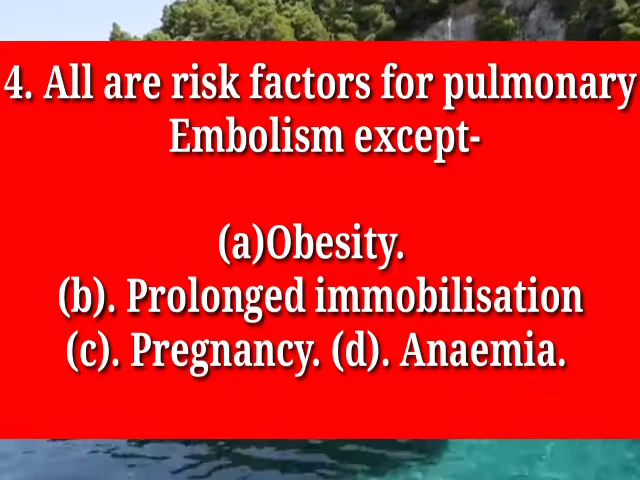 4. All are risk factors for pulmonary
Embolism except-
(a)Obesity.
(b). Prolonged immobilisation
(c). Pregnancy. (d). Anaemia.